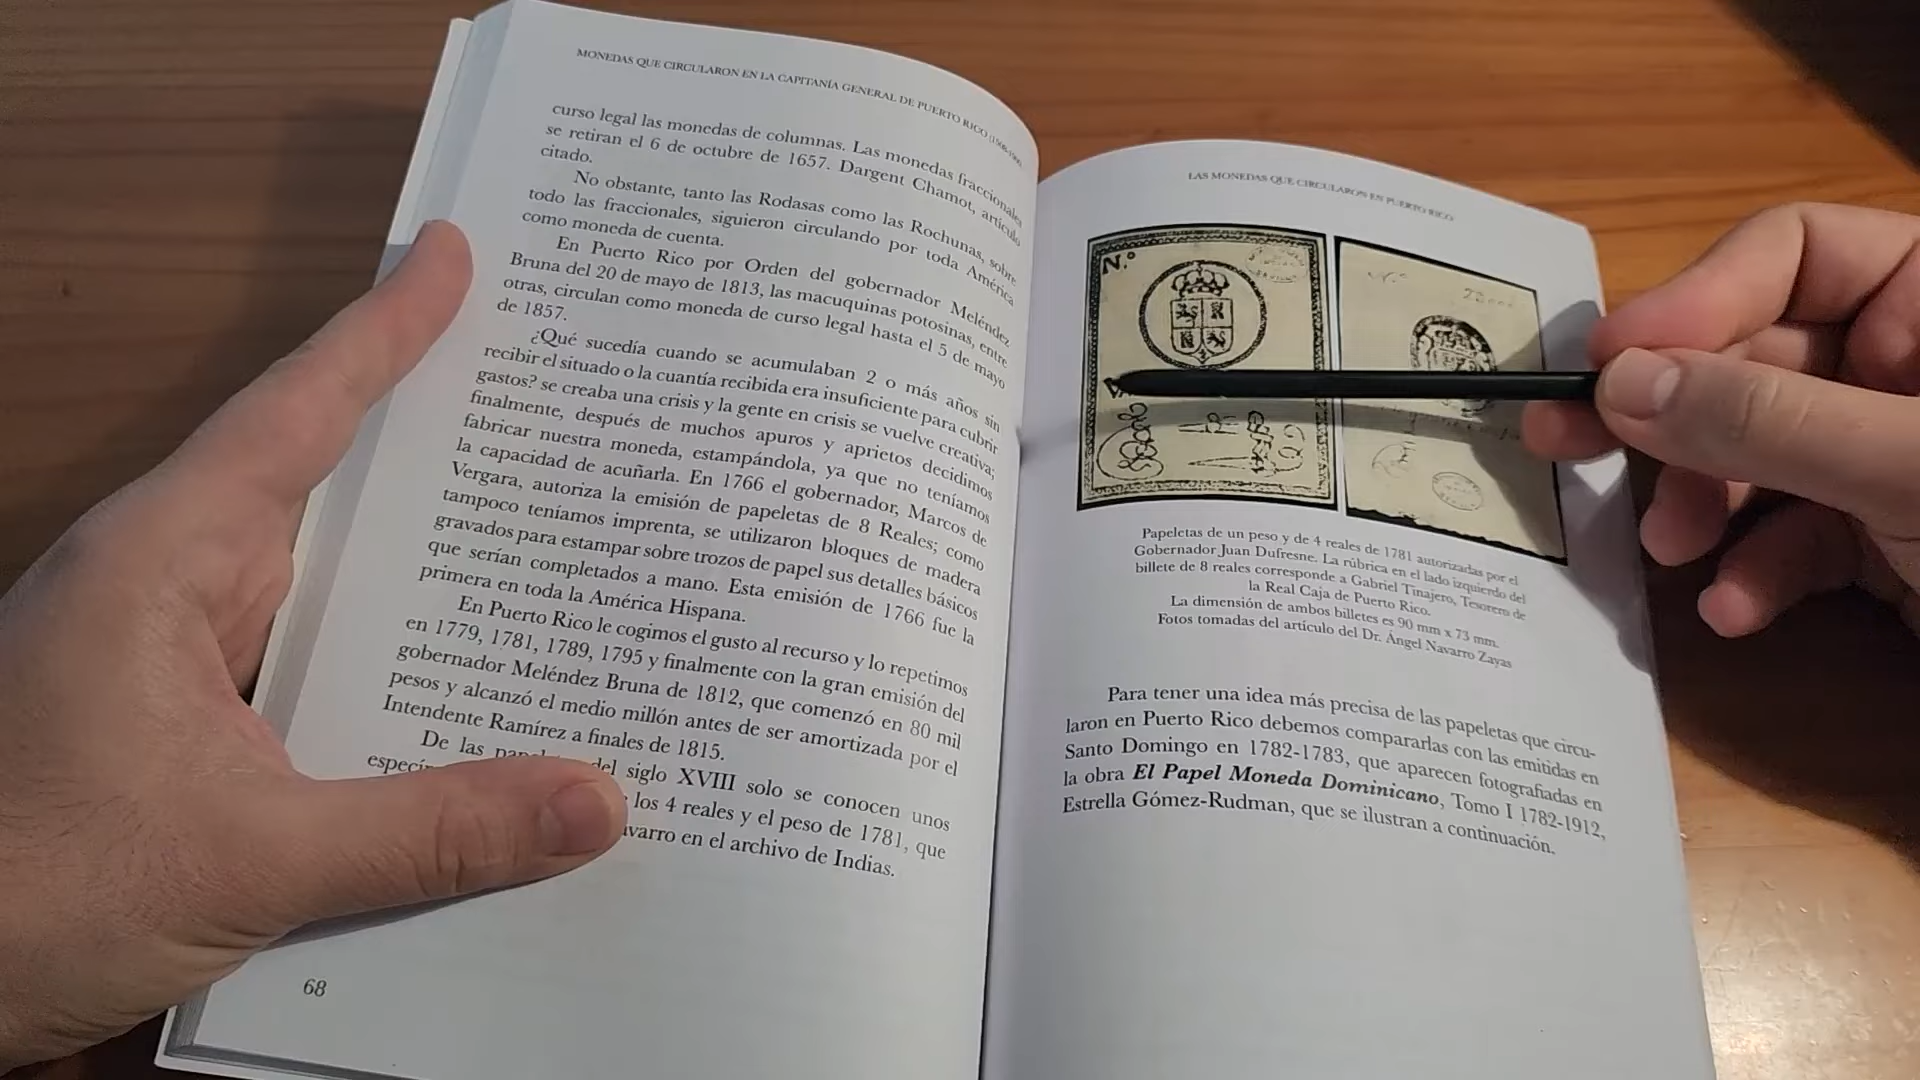 MONEDAS QUE CIRCULARON EN LA CAPITANÍA GENERAL DE PUERTO RICO
curso legal las monedas de columnas. Las monedas fraccionales
se retiran el 6 de octubre de 1657. Dargent Chamot, artículo
citado.
No obstante, tanto las Rodasas como las Rochunas, sobre
todo las fraccionales, siguieron circulando por toda América
como moneda de cuenta.
En Puerto Rico por Orden del gobernador Meléndez
Bruna del 20 de mayo de 1813, las macuquinas potosinas, entre
otras, circulan como moneda de curso legal hasta el 5 de mayo
de 1857.
¿Qué sucedía cuando se acumulaban 2 o más años sin
recibir el situado o la cuantía recibida era insuficiente para cubrir
gastos? se creaba una crisis y la gente en crisis se vuelve creativa;
finalmente, después de muchos apuros y aprietos decidimos
fabricar nuestra moneda, estampándola, ya que no teníamos
la capacidad de acuñarla. En 1766 el gobernador, Marcos de
Vergara, autoriza la emisión de papeletas de 8 Reales; como
tampoco teníamos imprenta, se utilizaron bloques de madera
gravados para estampar sobre trozos de papel sus detalles básicos
que serían completados a mano. Esta emisión de 1766 fue la
primera en toda la América Hispana.
En Puerto Rico le cogimos el gusto al recurso y lo repetimos
en 1779, 1781, 1789, 1795 y finalmente con la gran emisión del
gobernador Meléndez Bruna de 1812, que comenzó en 80 mil
pesos y alcanzó el medio millón antes de ser amortizada por el
Intendente Ramírez a finales de 1815.
De las del siglo XVIII solo se conocen unos
los 4 reales y el peso de 1781, que
en el archivo de Indias.
68
LAS MONEDAS QUE CIRCULARON EN PUERTO RICO
N.º
N.º
Papeletas de un peso y de 4 reales de 1781 autorizadas por el
Gobernador Juan Dufresne. La rúbrica en el lado izquierdo del
billete de 8 reales corresponde a Gabriel Tinajero, Tesorero de
la Real Caja de Puerto Rico.
La dimensión de ambos billetes es 90 mm x 73 mm.
Fotos tomadas del artículo del Dr. Ángel Navarro Zayas
Para tener una idea más precisa de las papeletas que circu-
laron en Puerto Rico debemos compararlas con las emitidas en
Santo Domingo en 1782-1783, que aparecen fotografiadas en
la obra El Papel Moneda Dominicano, Tomo I 1782-1912,
Estrella Gómez-Rudman, que se ilustran a continuación.